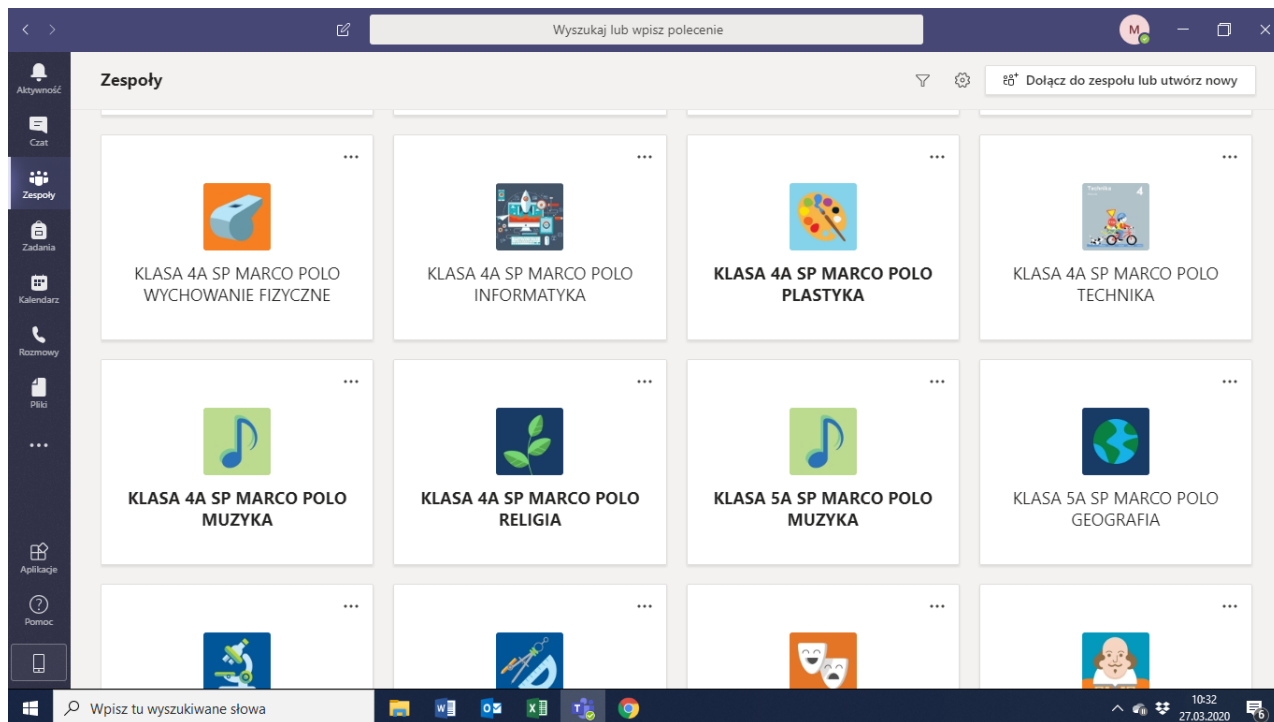 Wyszukaj lub wpisz polecenie
M
Aktywność
Czat
Zespoły
Zadania
Kalendarz
Rozmowy
Pliki
Aplikacje
Pomoc
Zespoły
Dołącz do zespołu lub utwórz nowy
KLASA 4A SP MARCO POLO
WYCHOWANIE FIZYCZNE
KLASA 4A SP MARCO POLO
INFORMATYKA
KLASA 4A SP MARCO POLO
PLASTYKA
Technika 4
KLASA 4A SP MARCO POLO
TECHNIKA
KLASA 4A SP MARCO POLO
MUZYKA
KLASA 4A SP MARCO POLO
RELIGIA
KLASA 5A SP MARCO POLO
MUZYKA
KLASA 5A SP MARCO POLO
GEOGRAFIA
Wpisz tu wyszukiwane słowa
10:32
27.03.2020
6